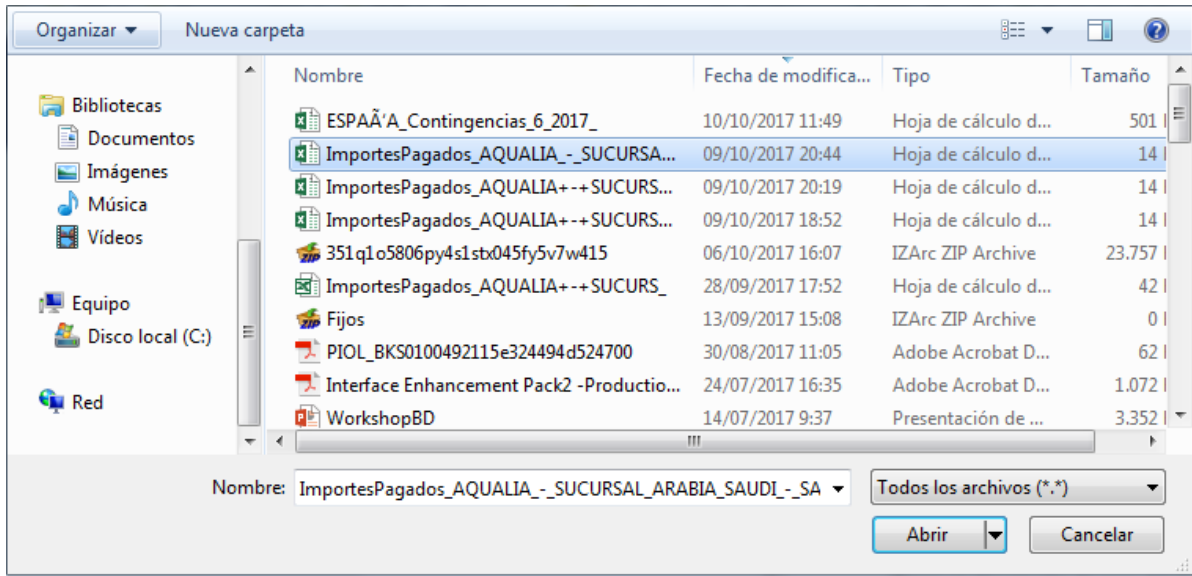 Organizar Nueva carpeta
Nombre Fecha de modifica... Tipo Tamaño
Bibliotecas
Documentos
Imágenes
Música
Vídeos
Equipo
Disco local (C:)
Red
ESPAÃ'A_Contingencias_6_2017_ 10/10/2017 11:49 Hoja de cálculo d... 501
ImportesPagados_AQUALIA_-_SUCURSA... 09/10/2017 20:44 Hoja de cálculo d... 14
ImportesPagados_AQUALIA+-+SUCURS... 09/10/2017 20:19 Hoja de cálculo d... 14
ImportesPagados_AQUALIA+-+SUCURS... 09/10/2017 18:52 Hoja de cálculo d... 14
351q1o5806py4s1stx045fy5v7w415 06/10/2017 16:07 IZArc ZIP Archive 23.757
ImportesPagados_AQUALIA+-+SUCURS_ 28/09/2017 17:52 Hoja de cálculo d... 42
Fijos 13/09/2017 15:08 IZArc ZIP Archive 0
PIOL_BKS0100492115e324494d524700 30/08/2017 11:05 Adobe Acrobat D... 62
Interface Enhancement Pack2 -Productio... 24/07/2017 16:35 Adobe Acrobat D... 1.072
WorkshopBD 14/07/2017 9:37 Presentación de ... 3.352
Nombre: ImportesPagados_AQUALIA_-_SUCURSAL_ARABIA_SAUDI_-_SA Todos los archivos (*.*)
Abrir Cancelar